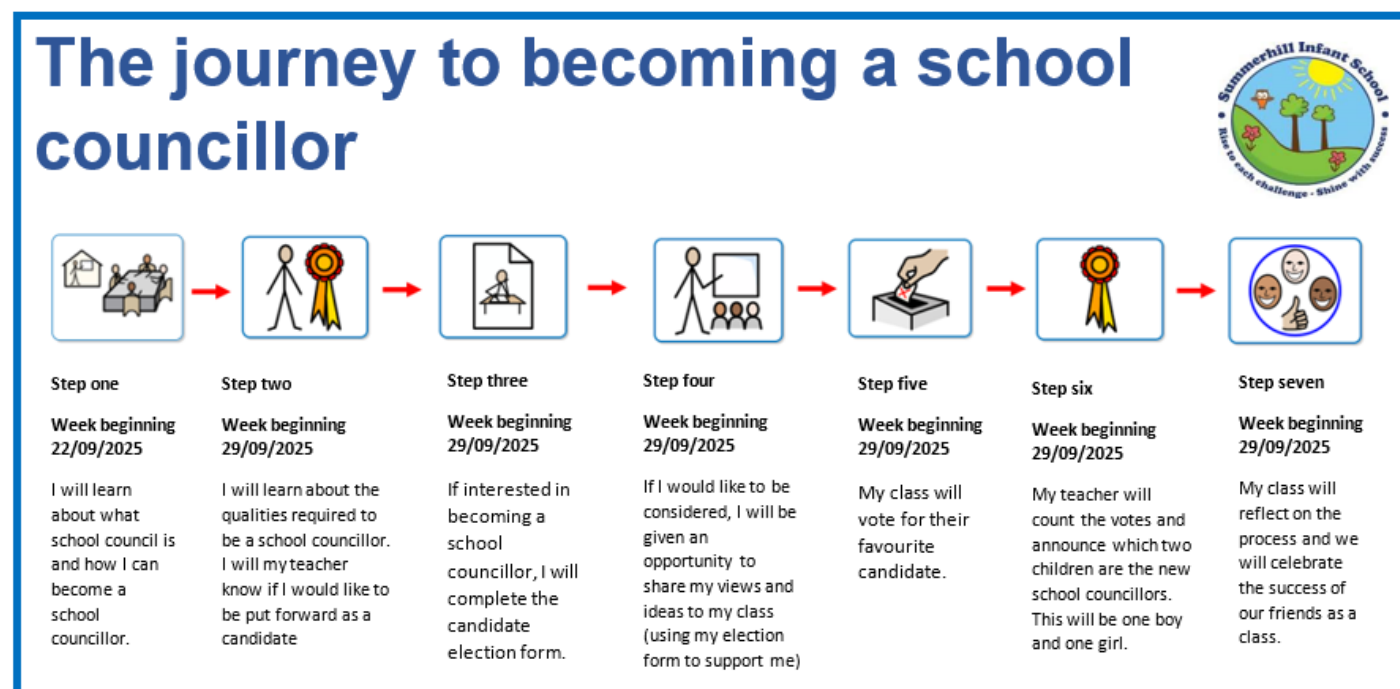 The journey to becoming a school
councillor
Summerhill Infant School
Rise to each challenge - Shine with success
Step one
Week beginning
22/09/2025
I will learn
about what
school council is
and how I can
become a
school
councillor.
Step two
Week beginning
29/09/2025
I will learn about the
qualities required to
be a school councillor.
I will my teacher
know if I would like to
be put forward as a
candidate
Step three
Week beginning
29/09/2025
If interested in
becoming a
school
councillor, I will
complete the
candidate
election form.
Step four
Week beginning
29/09/2025
If I would like to be
considered, I will be
given an
opportunity to
share my views and
ideas to my class
(using my election
form to support me)
Step five
Week beginning
29/09/2025
My class will
vote for their
favourite
candidate.
Step six
Week beginning
29/09/2025
My teacher will
count the votes and
announce which two
children are the new
school councillors.
This will be one boy
and one girl.
Step seven
Week beginning
29/09/2025
My class will
reflect on the
process and we
will celebrate
the success of
our friends as a
class.